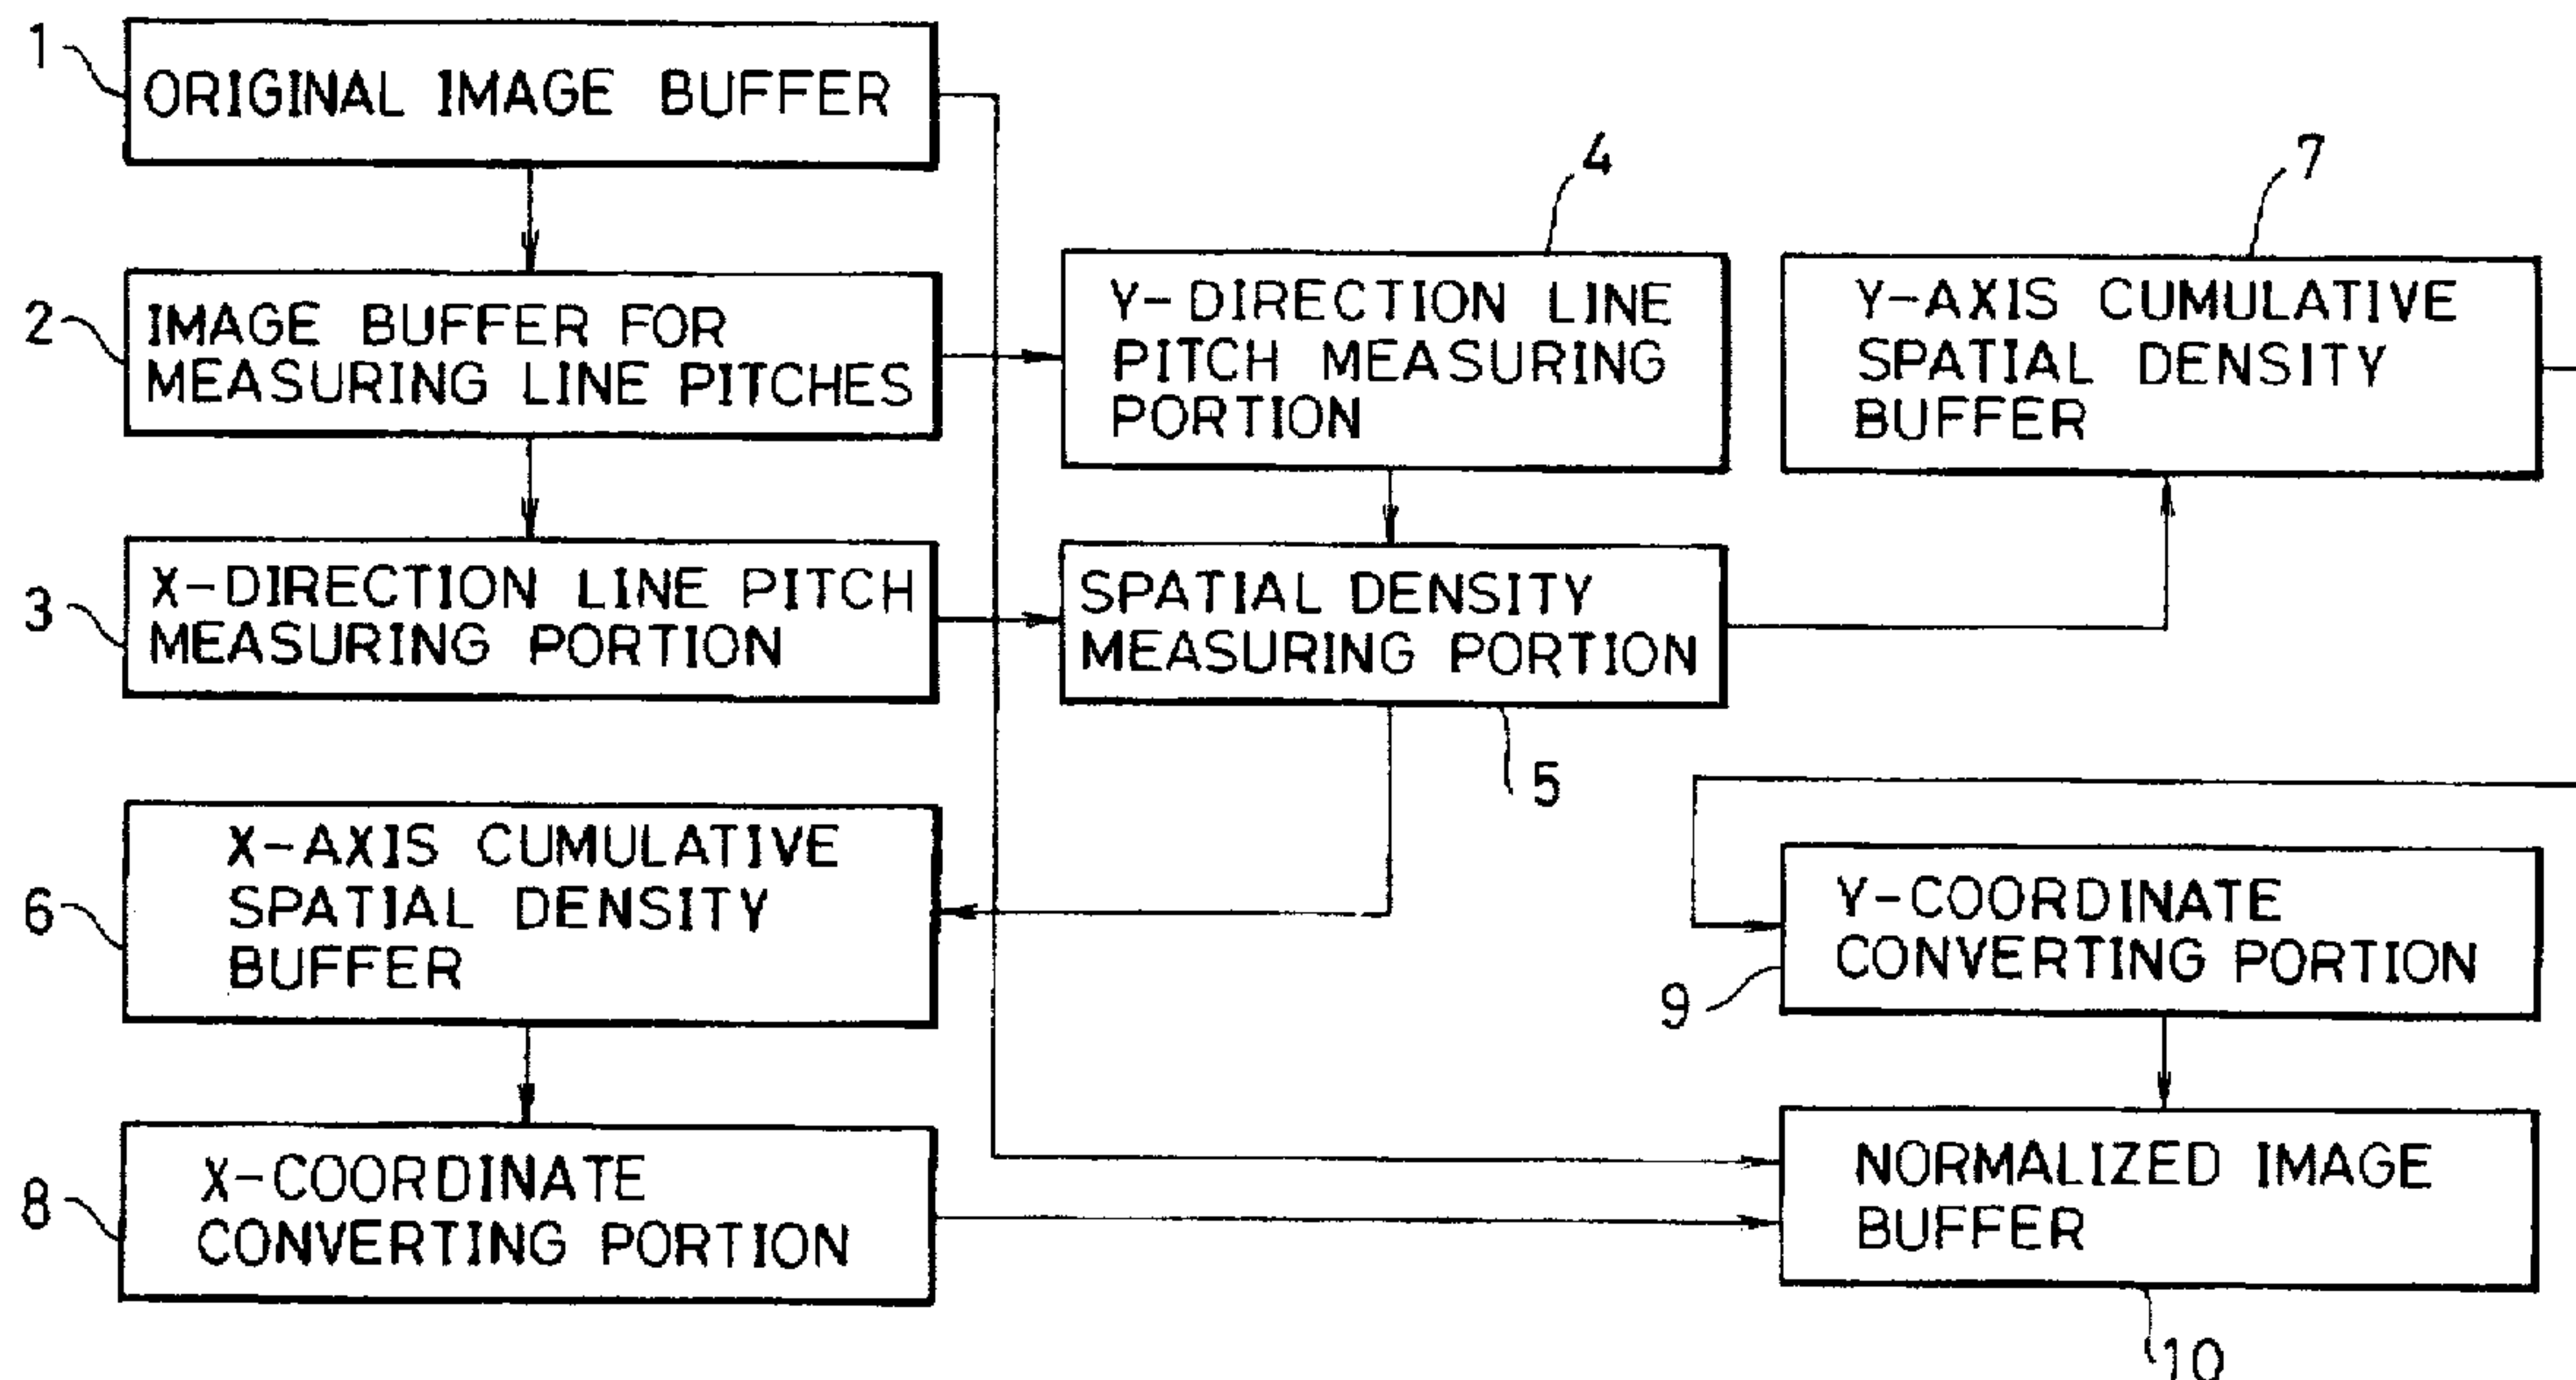 1
ORIGINAL IMAGE BUFFER
2
IMAGE BUFFER FOR
MEASURING LINE PITCHES
3
X-DIRECTION LINE PITCH
MEASURING PORTION
4
Y-DIRECTION LINE
PITCH MEASURING
PORTION
SPATIAL DENSITY
MEASURING PORTION
5
6
X-AXIS CUMULATIVE
SPATIAL DENSITY
BUFFER
7
Y-AXIS CUMULATIVE
SPATIAL DENSITY
BUFFER
8
X-COORDINATE
CONVERTING PORTION
Y-COORDINATE
CONVERTING PORTION
9
NORMALIZED IMAGE
BUFFER
10